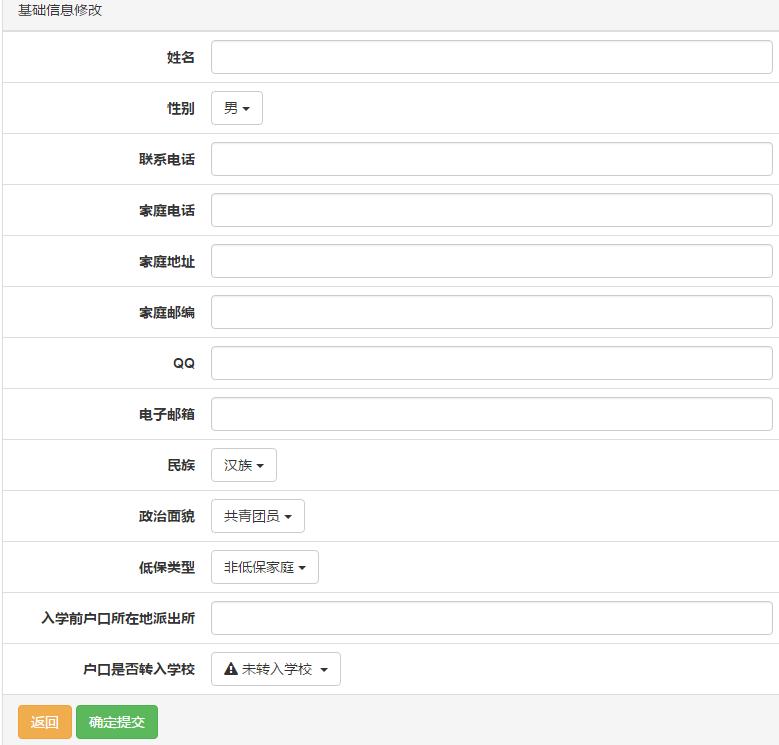 基础信息修改
姓名
性别 男
联系电话
家庭电话
家庭地址
家庭邮编
QQ
电子邮箱
民族 汉族
政治面貌 共青团员
低保类型 非低保家庭
入学前户口所在地派出所
户口是否转入学校 未转入学校
返回 确定提交